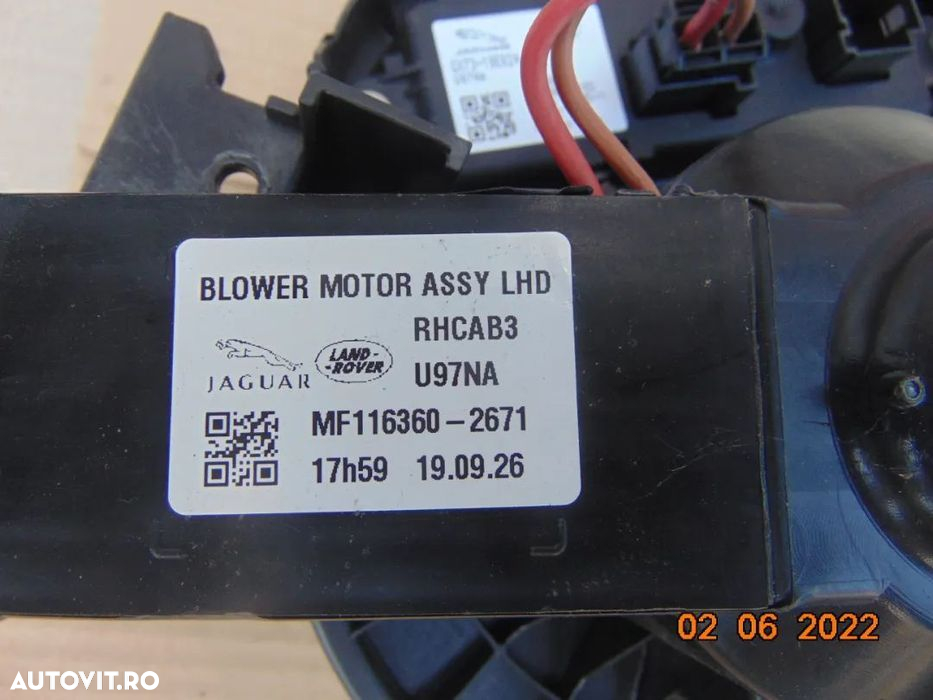 JAGUAR
BLOWER MOTOR ASSY LHD
RHCAB3
JAGUAR
LAND-
-ROVER
U97NA
MF116360-2671
17h59 19.09.26
02 06 2022
AUTOVIT.RO